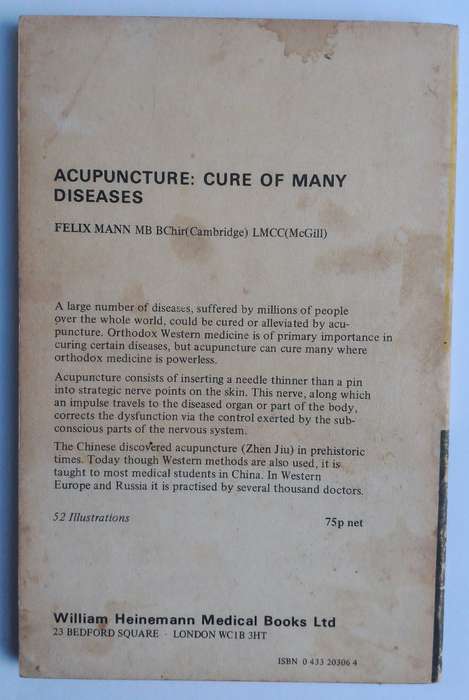 ACUPUNCTURE: CURE OF MANY
DISEASES
FELIX MANN MB BChir(Cambridge) LMCC(McGill)
A large number of diseases, suffered by millions of people
over the whole world, could be cured or alleviated by acu-
puncture. Orthodox Western medicine is of primary importance in
curing certain diseases, but acupuncture can cure many where
orthodox medicine is powerless.
Acupuncture consists of inserting a needle thinner than a pin
into strategic nerve points on the skin. This nerve, along which
an impulse travels to the diseased organ or part of the body,
corrects the dysfunction via the control exerted by the sub-
conscious parts of the nervous system.
The Chinese discovered acupuncture (Zhen Jiu) in prehistoric
times. Today though Western methods are also used, it is
taught to most medical students in China. In Western
Europe and Russia it is practised by several thousand doctors.
52 Illustrations
75p net
William Heinemann Medical Books Ltd
23 BEDFORD SQUARE · LONDON WC1B 3HT
ISBN 0 433 20306 4